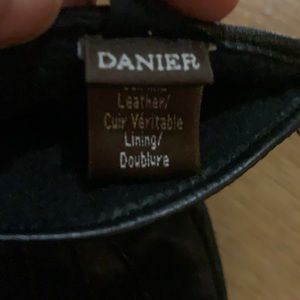 DANIER
Leather/
Cuir Véritable
Lining/
Doublure